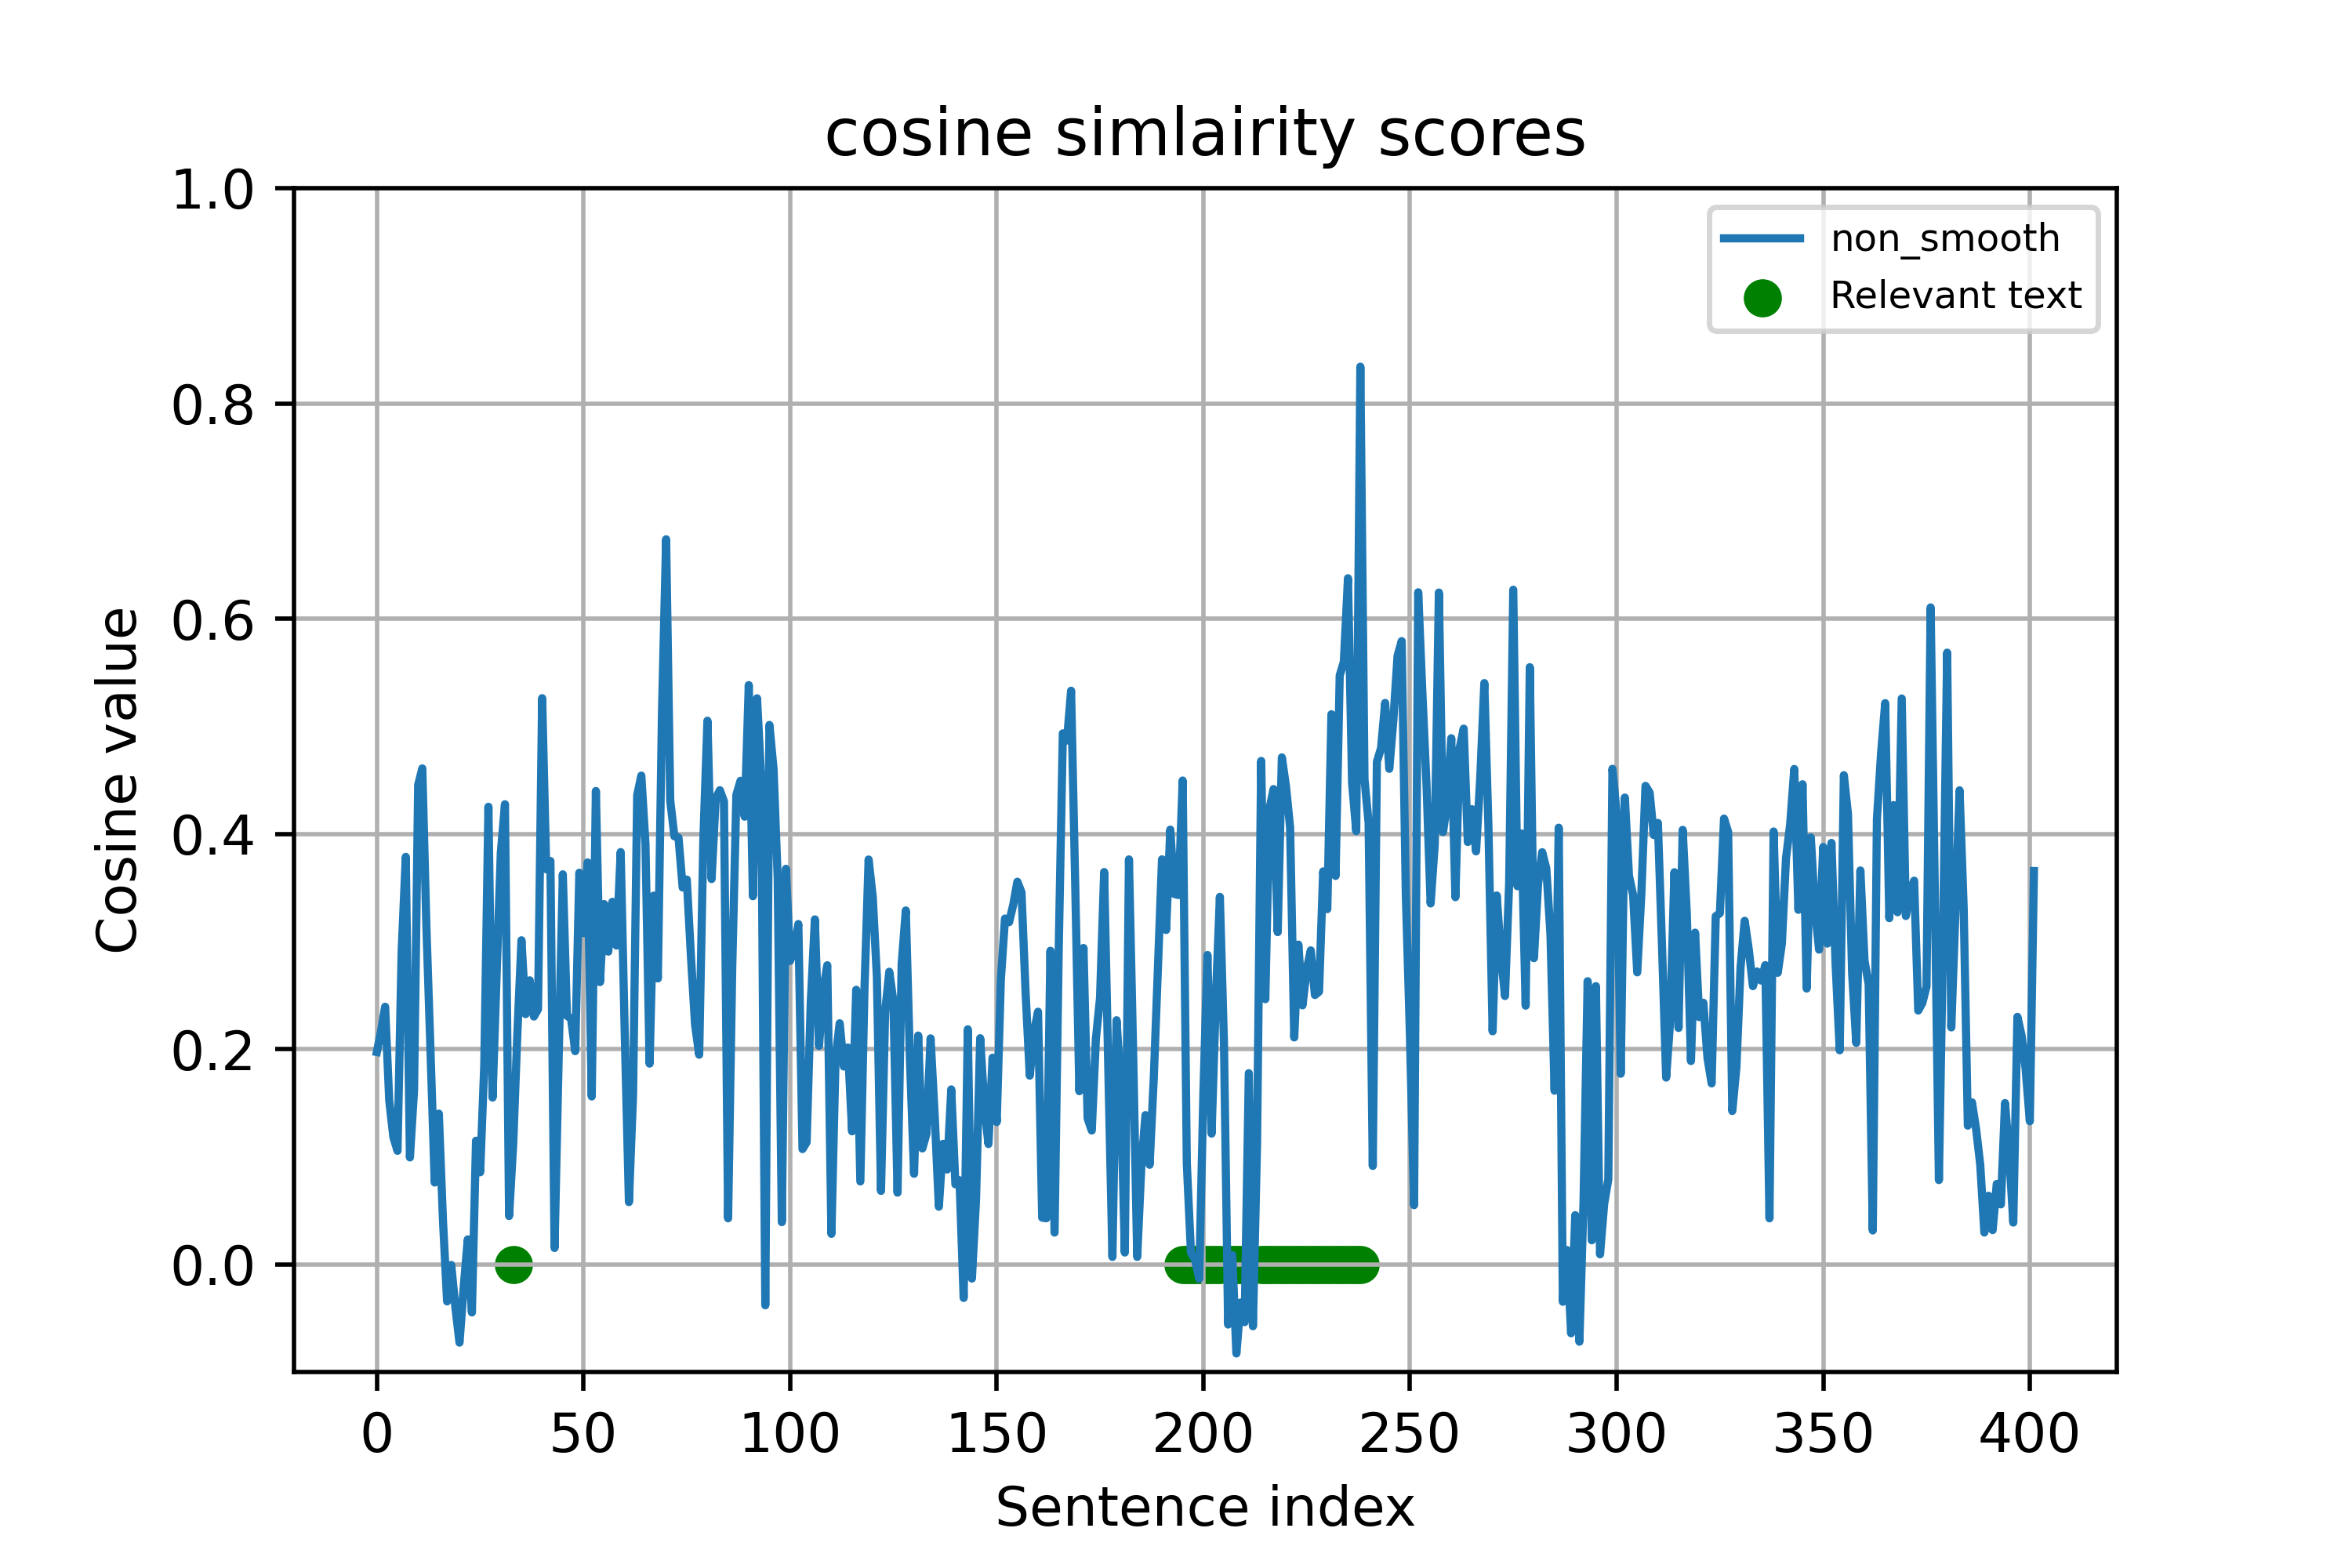 cosine simlairity scores
1.0
0.8
0.6
0.4
0.2
0.0
Cosine value
non_smooth
Relevant text
0 50 100 150 200 250 300 350 400
Sentence index